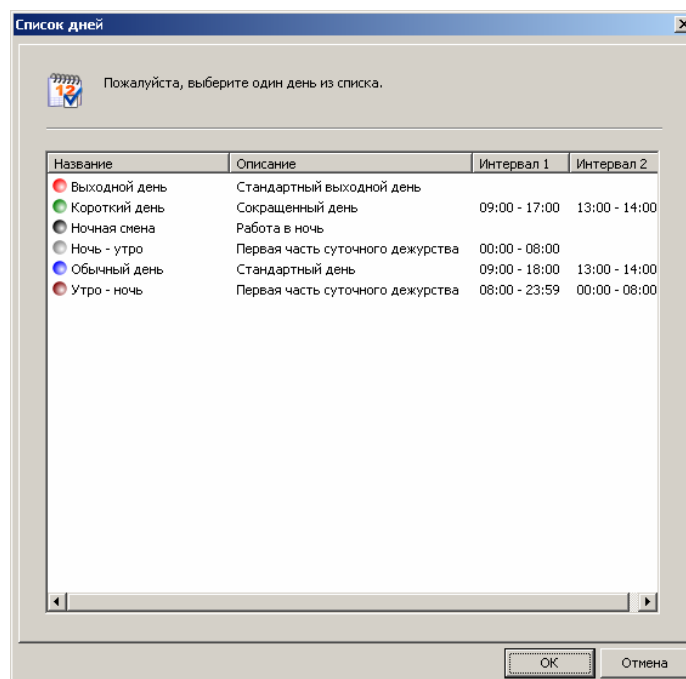 Список дней
12
Пожалуйста, выберите один день из списка.
Название Описание Интервал 1 Интервал 2
Выходной день Стандартный выходной день
Короткий день Сокращенный день 09:00 - 17:00 13:00 - 14:00
Ночная смена Работа в ночь
Ночь - утро Первая часть суточного дежурства 00:00 - 08:00
Обычный день Стандартный день 09:00 - 18:00 13:00 - 14:00
Утро - ночь Первая часть суточного дежурства 08:00 - 23:59 00:00 - 08:00
ОК Отмена